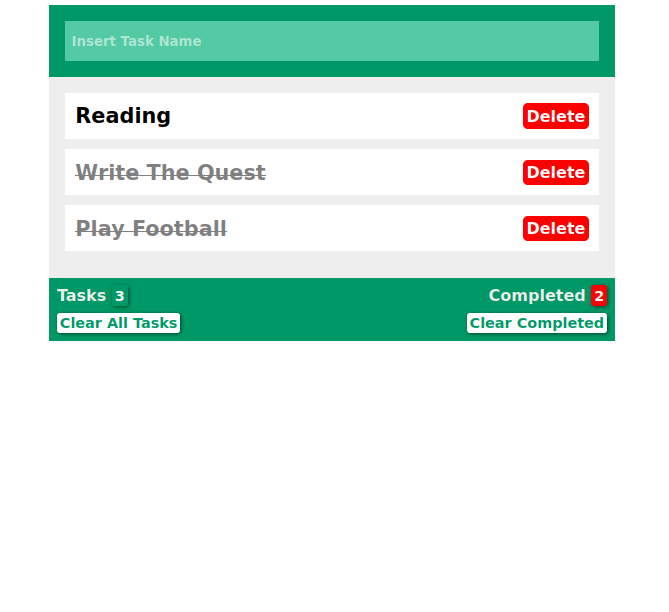 Insert Task Name
Reading Delete
Write The Quest Delete
Play Football Delete
Tasks 3 Completed 2
Clear All Tasks Clear Completed